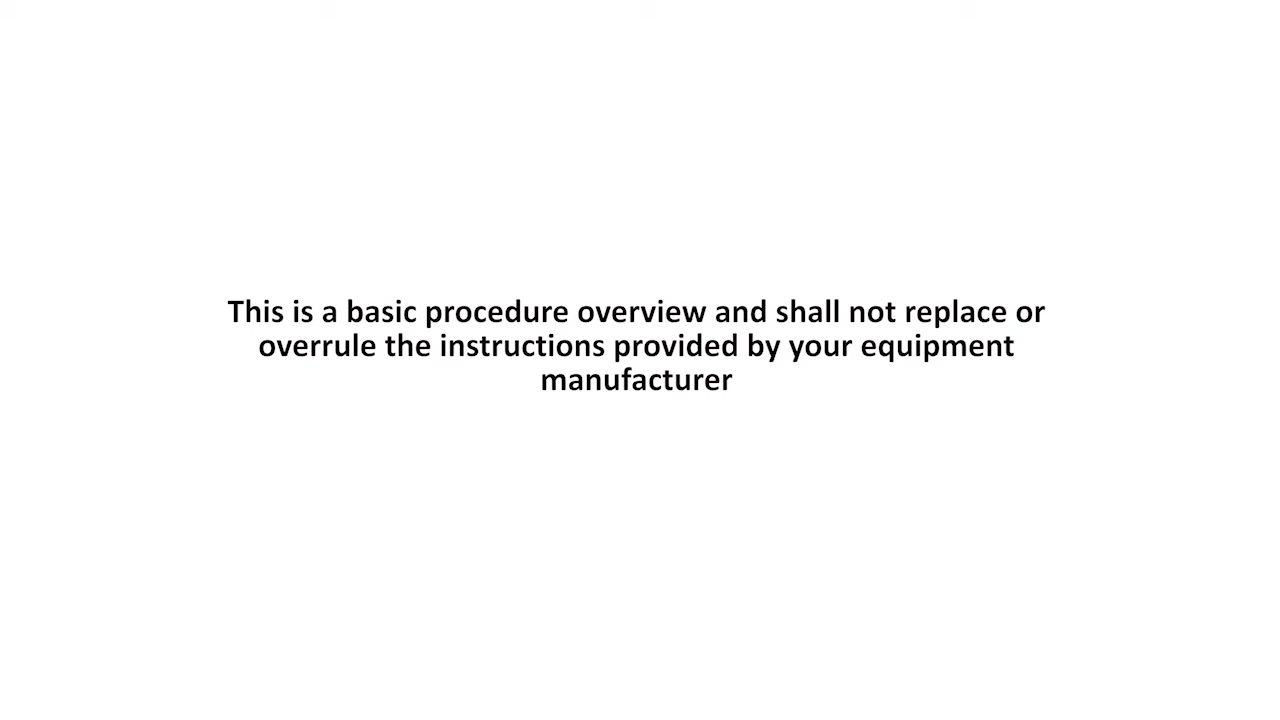 This is a basic procedure overview and shall not replace or
overrule the instructions provided by your equipment
manufacturer